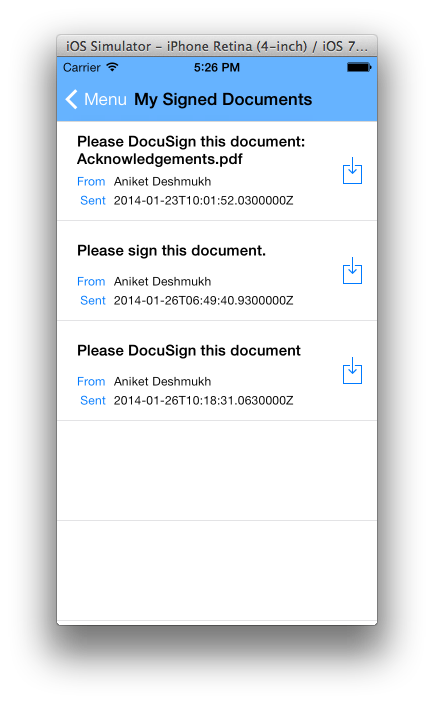 iOS Simulator – iPhone Retina (4-inch) / iOS 7...
Carrier 5:26 PM
Menu My Signed Documents
Please DocuSign this document:
Acknowledgements.pdf
From Aniket Deshmukh
Sent 2014-01-23T10:01:52.0300000Z
Please sign this document.
From Aniket Deshmukh
Sent 2014-01-26T06:49:40.9300000Z
Please DocuSign this document
From Aniket Deshmukh
Sent 2014-01-26T10:18:31.0630000Z